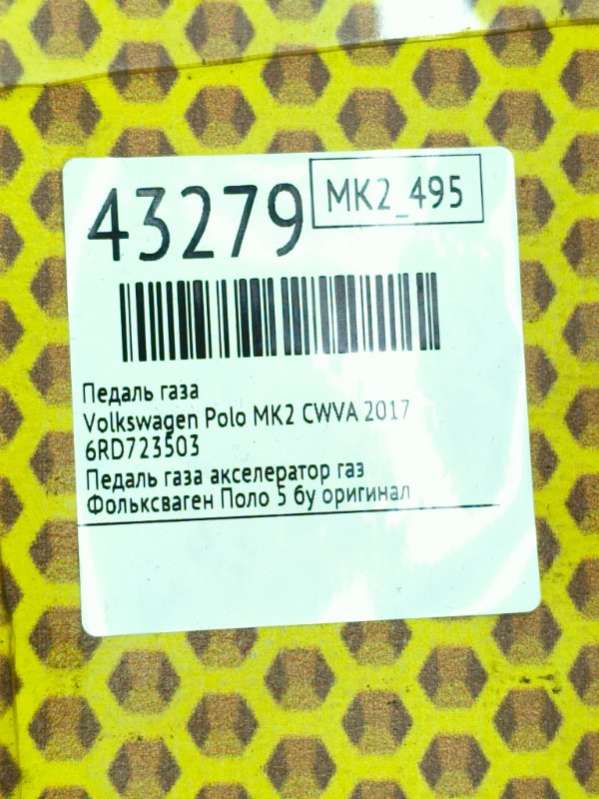 43279
MK2_495
Педаль газа
Volkswagen Polo MK2 CWVA 2017
6RD723503
Педаль газа акселератор газ
Фольксваген Поло 5 бу оригинал